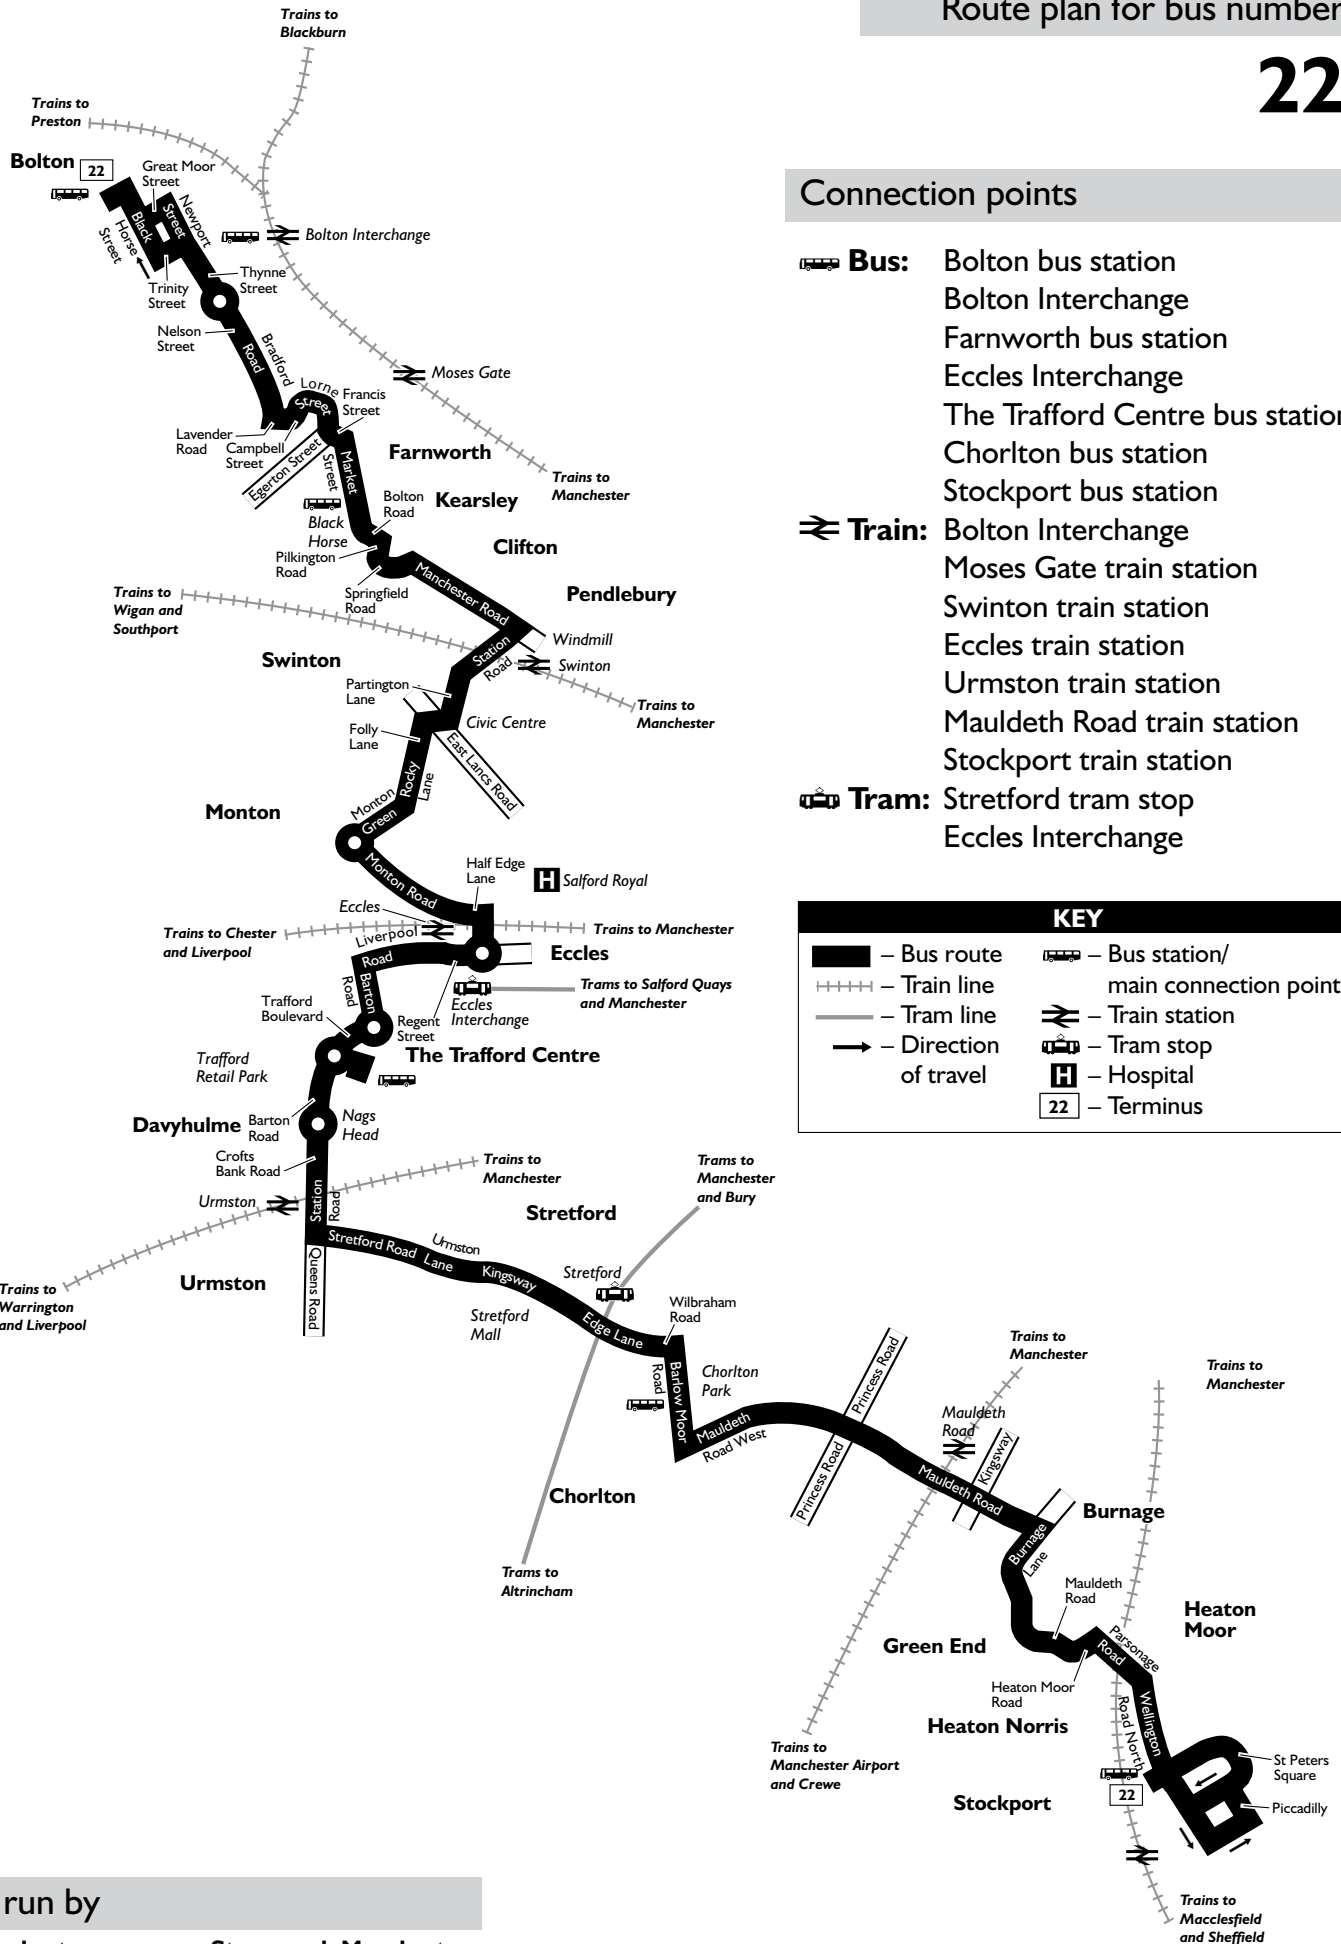 Route plan for bus number
22
Connection points
Bus: Bolton bus station
Bolton Interchange
Farnworth bus station
Eccles Interchange
The Trafford Centre bus station
Chorlton bus station
Stockport bus station
Train: Bolton Interchange
Moses Gate train station
Swinton train station
Eccles train station
Urmston train station
Mauldeth Road train station
Stockport train station
Tram: Stretford tram stop
Eccles Interchange
KEY
– Bus route
– Train line
– Tram line
– Direction
of travel
– Bus station/
main connection point
– Train station
– Tram stop
H – Hospital
22 – Terminus
Trains to
Blackburn
Trains to
Preston
Bolton
22
Great Moor
Street
Newport
Street
Black
Horse
Street
Bolton Interchange
Thynne
Street
Trinity
Street
Nelson
Street
Bradford
Road
Moses Gate
Lorne
Street
Francis
Street
Lavender
Road
Campbell
Street
Egerton Street
Market
Street
Farnworth
Trains to
Manchester
Bolton
Road
Kearsley
Black
Horse
Pilkington
Road
Clifton
Springfield
Road
Manchester Road
Pendlebury
Trains to
Wigan and
Southport
Windmill
Station
Road
Swinton
Swinton
Partington
Lane
Trains to
Manchester
Civic Centre
Folly
Lane
East Lancs Road
Rocky
Lane
Monton
Green
Monton
Monton Road
Half Edge
Lane
H Salford Royal
Eccles
Trains to Chester
and Liverpool
Trains to Manchester
Liverpool
Road
Eccles
Barton
Road
Trams to Salford Quays
and Manchester
Eccles
Interchange
Regent
Street
Trafford
Boulevard
The Trafford Centre
Trafford
Retail Park
Davyhulme
Barton
Road
Nags
Head
Crofts
Bank Road
Trains to
Manchester
Urmston
Station
Road
Trams to
Manchester
and Bury
Stretford
Trains to
Warrington
and Liverpool
Urmston
Queens Road
Stretford Road
Urmston
Lane
Kingsway
Stretford
Stretford
Mall
Edge Lane
Wilbraham
Road
Barlow Moor
Road
Chorlton
Park
Mauldeth
Road West
Chorlton
Trams to
Altrincham
Princess Road
Princess Road
Trains to
Manchester
Mauldeth
Road
Kingsway
Mauldeth Road
Trains to
Manchester
Burnage
Burnage
Lane
Mauldeth
Road
Green End
Heaton
Moor
Parsonage
Road
Heaton Moor
Road
Heaton Norris
Wellington
Road North
Trains to
Manchester Airport
and Crewe
St Peters
Square
Piccadilly
Stockport
22
Trains to
Macclesfield
and Sheffield
run by